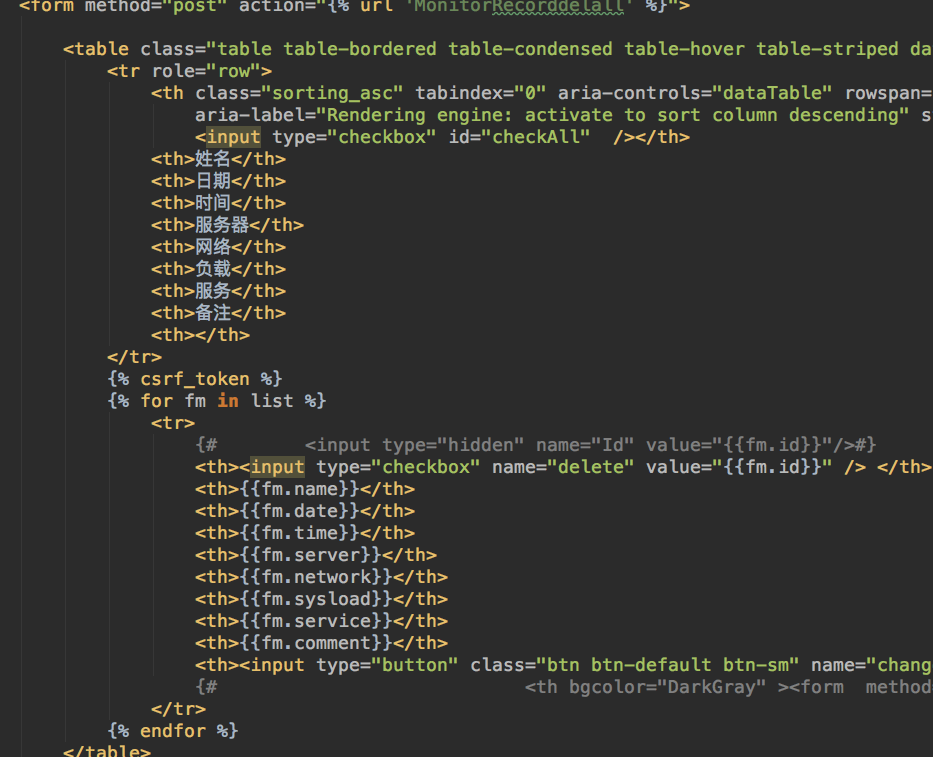 <form method="post" action="{% url 'MonitorRecorddelall' %}">
<table class="table table-bordered table-condensed table-hover table-striped da
<tr role="row">
<th class="sorting_asc" tabindex="0" aria-controls="dataTable" rowspan=
aria-label="Rendering engine: activate to sort column descending" s
<input type="checkbox" id="checkAll" /></th>
<th>姓名</th>
<th>日期</th>
<th>时间</th>
<th>服务器</th>
<th>网络</th>
<th>负载</th>
<th>服务</th>
<th>备注</th>
<th></th>
</tr>
{% csrf_token %}
{% for fm in list %}
<tr>
{# <input type="hidden" name="Id" value="{{fm.id}}"/>#}
<th><input type="checkbox" name="delete" value="{{fm.id}}" /> </th>
<th>{{fm.name}}</th>
<th>{{fm.date}}</th>
<th>{{fm.time}}</th>
<th>{{fm.server}}</th>
<th>{{fm.network}}</th>
<th>{{fm.sysload}}</th>
<th>{{fm.service}}</th>
<th>{{fm.comment}}</th>
<th><input type="button" class="btn btn-default btn-sm" name="chang
{# <th bgcolor="DarkGray" ><form method=
</tr>
{% endfor %}
</table>